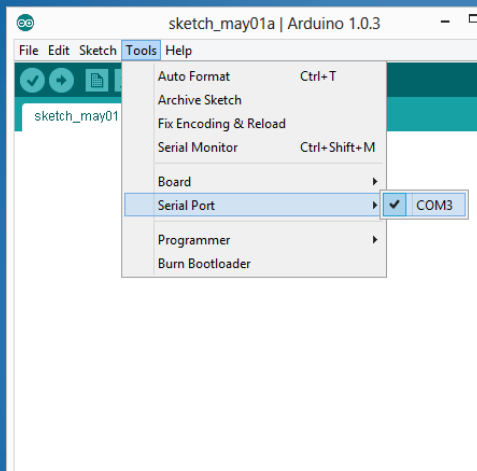 sketch_may01a | Arduino 1.0.3
File Edit Sketch Tools Help
sketch_may01
Auto Format Ctrl+T
Archive Sketch
Fix Encoding & Reload
Serial Monitor Ctrl+Shift+M
Board
Serial Port
COM3
Programmer
Burn Bootloader